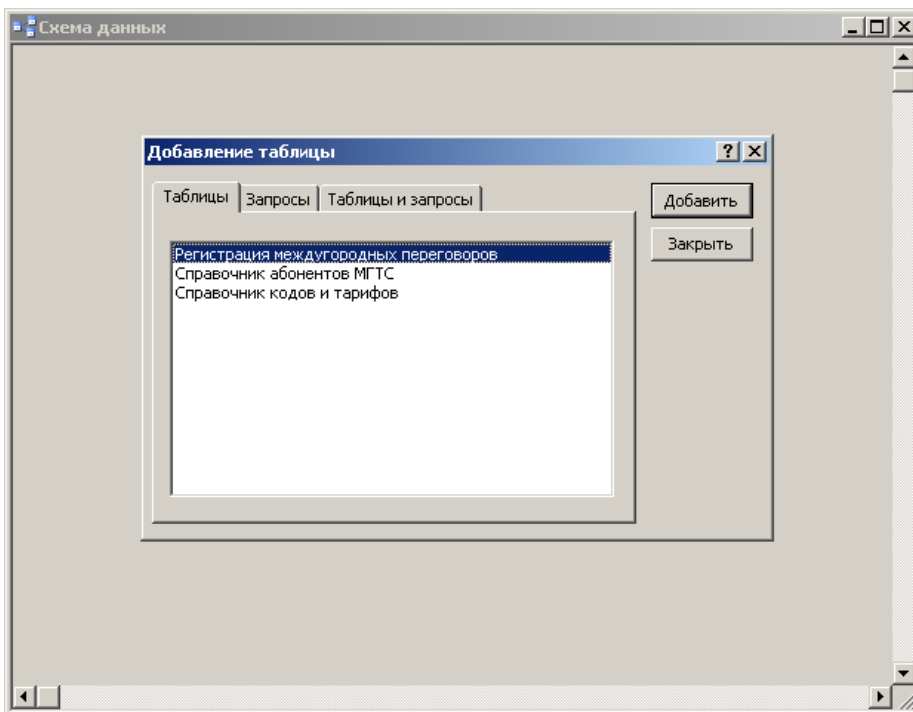 Схема данных
Добавление таблицы
Таблицы Запросы Таблицы и запросы
Добавить
Закрыть
Регистрация междугородных переговоров
Справочник абонентов МГТС
Справочник кодов и тарифов